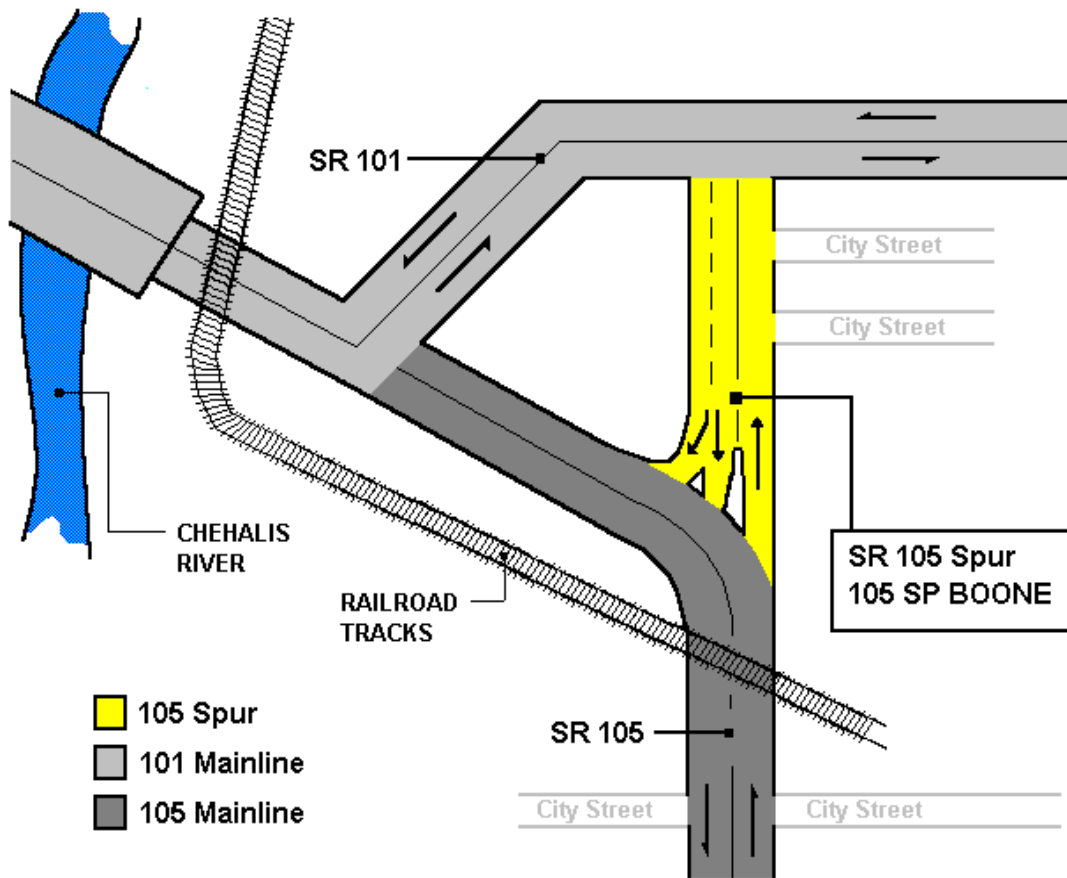 SR 101
City Street
City Street
CHEHALIS
RIVER
SR 105 Spur
105 SP BOONE
RAILROAD
TRACKS
105 Spur
SR 105
101 Mainline
105 Mainline
City Street
City Street